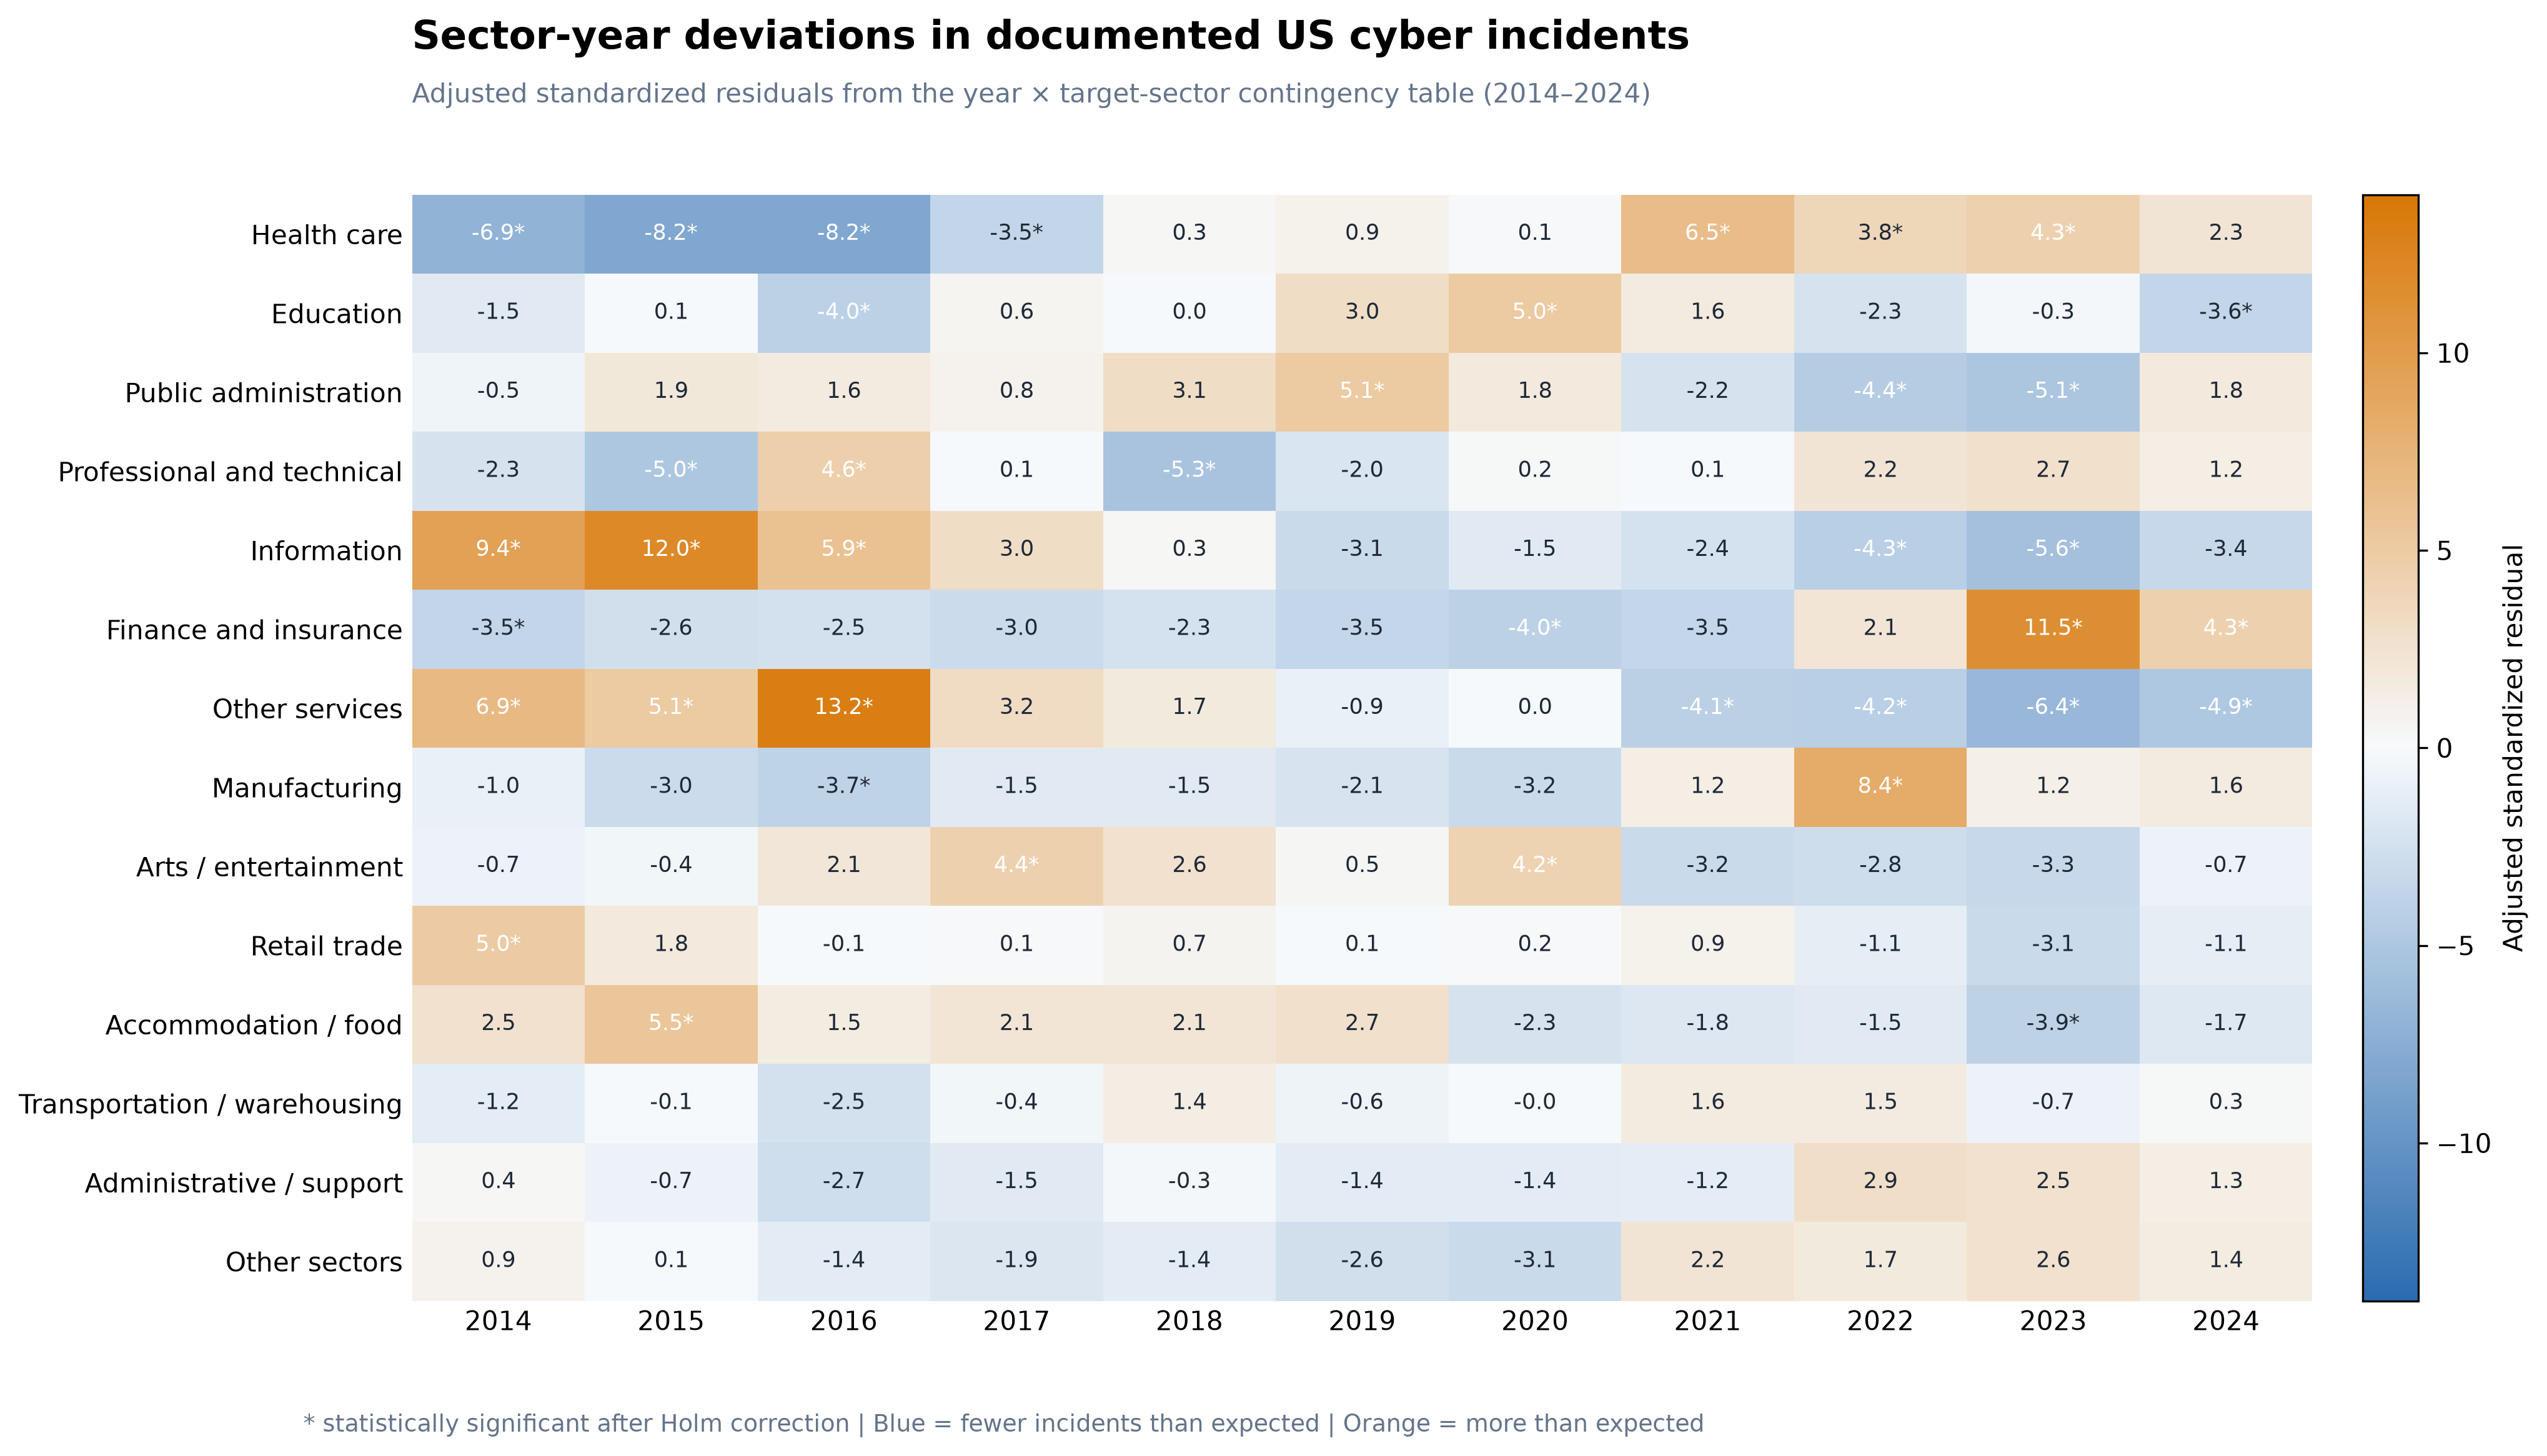 Sector-year deviations in documented US cyber incidents
Adjusted standardized residuals from the year × target-sector contingency table (2014–2024)
Health care -6.9* -8.2* -8.2* -3.5* 0.3 0.9 0.1 6.5* 3.8* 4.3* 2.3
Education -1.5 0.1 -4.0* 0.6 0.0 3.0 5.0* 1.6 -2.3 -0.3 -3.6*
Public administration -0.5 1.9 1.6 0.8 3.1 5.1* 1.8 -2.2 -4.4* -5.1* 1.8
Professional and technical -2.3 -5.0* 4.6* 0.1 -5.3* -2.0 0.2 0.1 2.2 2.7 1.2
Information 9.4* 12.0* 5.9* 3.0 0.3 -3.1 -1.5 -2.4 -4.3* -5.6* -3.4
Finance and insurance -3.5* -2.6 -2.5 -3.0 -2.3 -3.5 -4.0* -3.5 2.1 11.5* 4.3*
Other services 6.9* 5.1* 13.2* 3.2 1.7 -0.9 0.0 -4.1* -4.2* -6.4* -4.9*
Manufacturing -1.0 -3.0 -3.7* -1.5 -1.5 -2.1 -3.2 1.2 8.4* 1.2 1.6
Arts / entertainment -0.7 -0.4 2.1 4.4* 2.6 0.5 4.2* -3.2 -2.8 -3.3 -0.7
Retail trade 5.0* 1.8 -0.1 0.1 0.7 0.1 0.2 0.9 -1.1 -3.1 -1.1
Accommodation / food 2.5 5.5* 1.5 2.1 2.1 2.7 -2.3 -1.8 -1.5 -3.9* -1.7
Transportation / warehousing -1.2 -0.1 -2.5 -0.4 1.4 -0.6 -0.0 1.6 1.5 -0.7 0.3
Administrative / support 0.4 -0.7 -2.7 -1.5 -0.3 -1.4 -1.4 -1.2 2.9 2.5 1.3
Other sectors 0.9 0.1 -1.4 -1.9 -1.4 -2.6 -3.1 2.2 1.7 2.6 1.4
2014 2015 2016 2017 2018 2019 2020 2021 2022 2023 2024
10
5
0
−5
−10
Adjusted standardized residual
* statistically significant after Holm correction | Blue = fewer incidents than expected | Orange = more than expected